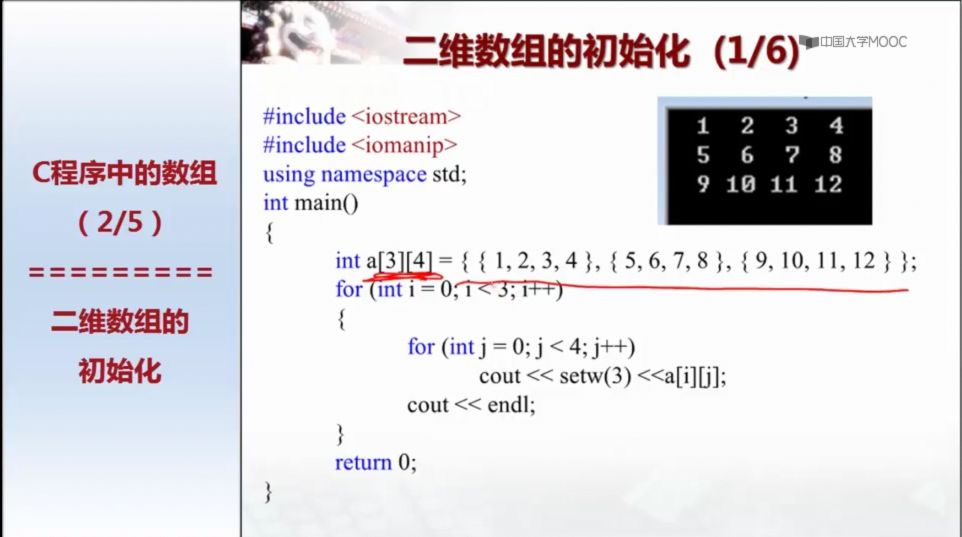 二维数组的初始化 (1/6)
中国大学MOOC
C程序中的数组
(2/5)
=========
二维数组的
初始化
#include <iostream>
#include <iomanip>
using namespace std;
int main()
{
int a[3][4] = { { 1, 2, 3, 4 }, { 5, 6, 7, 8 }, { 9, 10, 11, 12 } };
for (int i = 0; i < 3; i++)
{
for (int j = 0; j < 4; j++)
cout << setw(3) <<a[i][j];
cout << endl;
}
return 0;
}
1 2 3 4
5 6 7 8
9 10 11 12